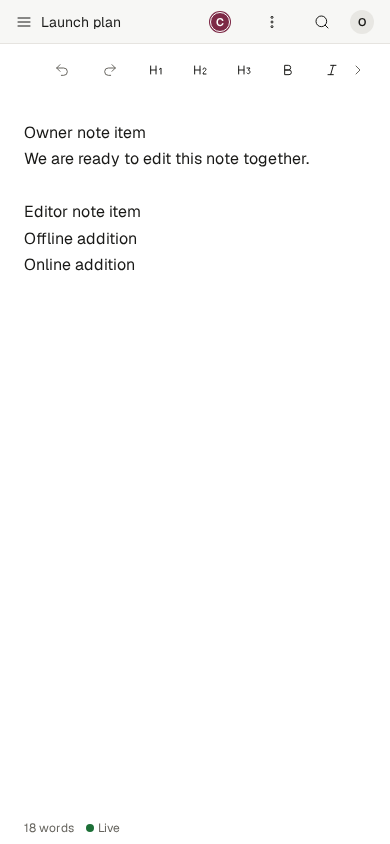 Launch plan
C
O
H1
H2
H3
B
I
Owner note item
We are ready to edit this note together.
Editor note item
Offline addition
Online addition
18 words
Live